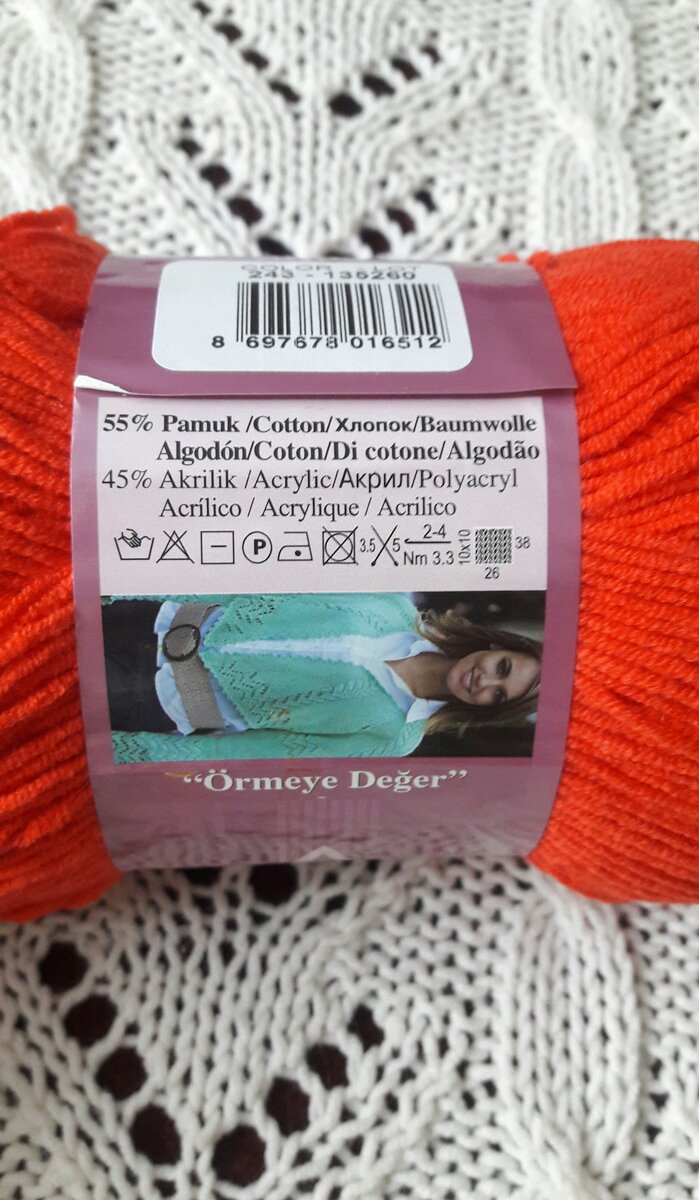 COLOR
243 - 135260
8 697678 016512
55% Pamuk /Cotton/Хлопок/Baumwolle
Algodón/Coton/Di cotone/Algodão
45% Akrilik /Acrylic/Акрил/Polyacryl
Acrílico / Acrylique / Acrilico
P 3.5 5 2-4 Nm 3.3 10x10 38
26
“Örmeye Değer”